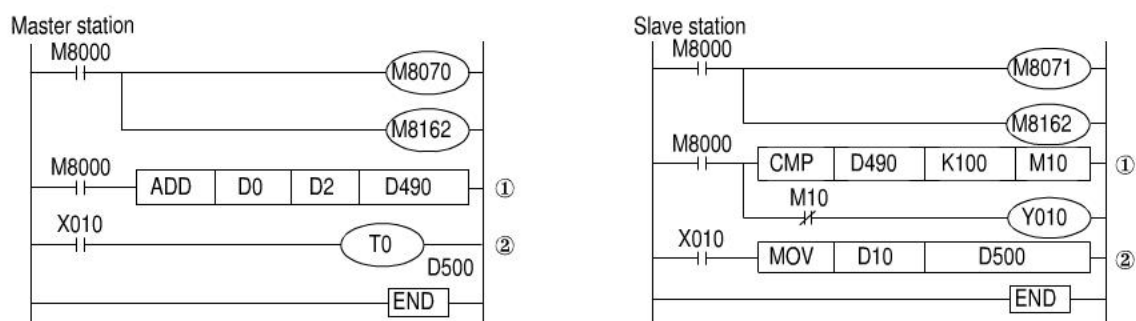 Master station
M8000
M8070
M8162
M8000
ADD D0 D2 D490 ①
X010
T0 ②
D500
END
Slave station
M8000
M8071
M8162
M8000
CMP D490 K100 M10 ①
M10
Y010
X010
MOV D10 D500 ②
END